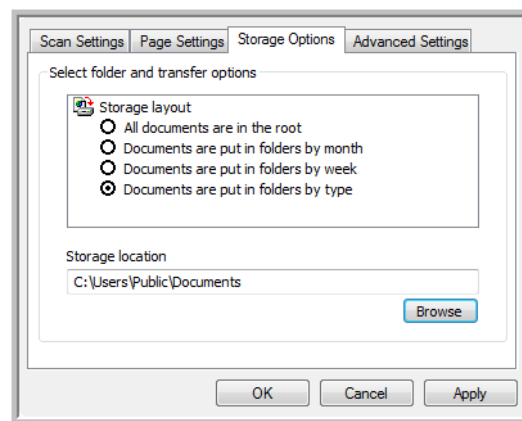 Scan Settings Page Settings Storage Options Advanced Settings
Select folder and transfer options
Storage layout
All documents are in the root
Documents are put in folders by month
Documents are put in folders by week
Documents are put in folders by type
Storage location
C:\Users\Public\Documents
Browse
OK Cancel Apply